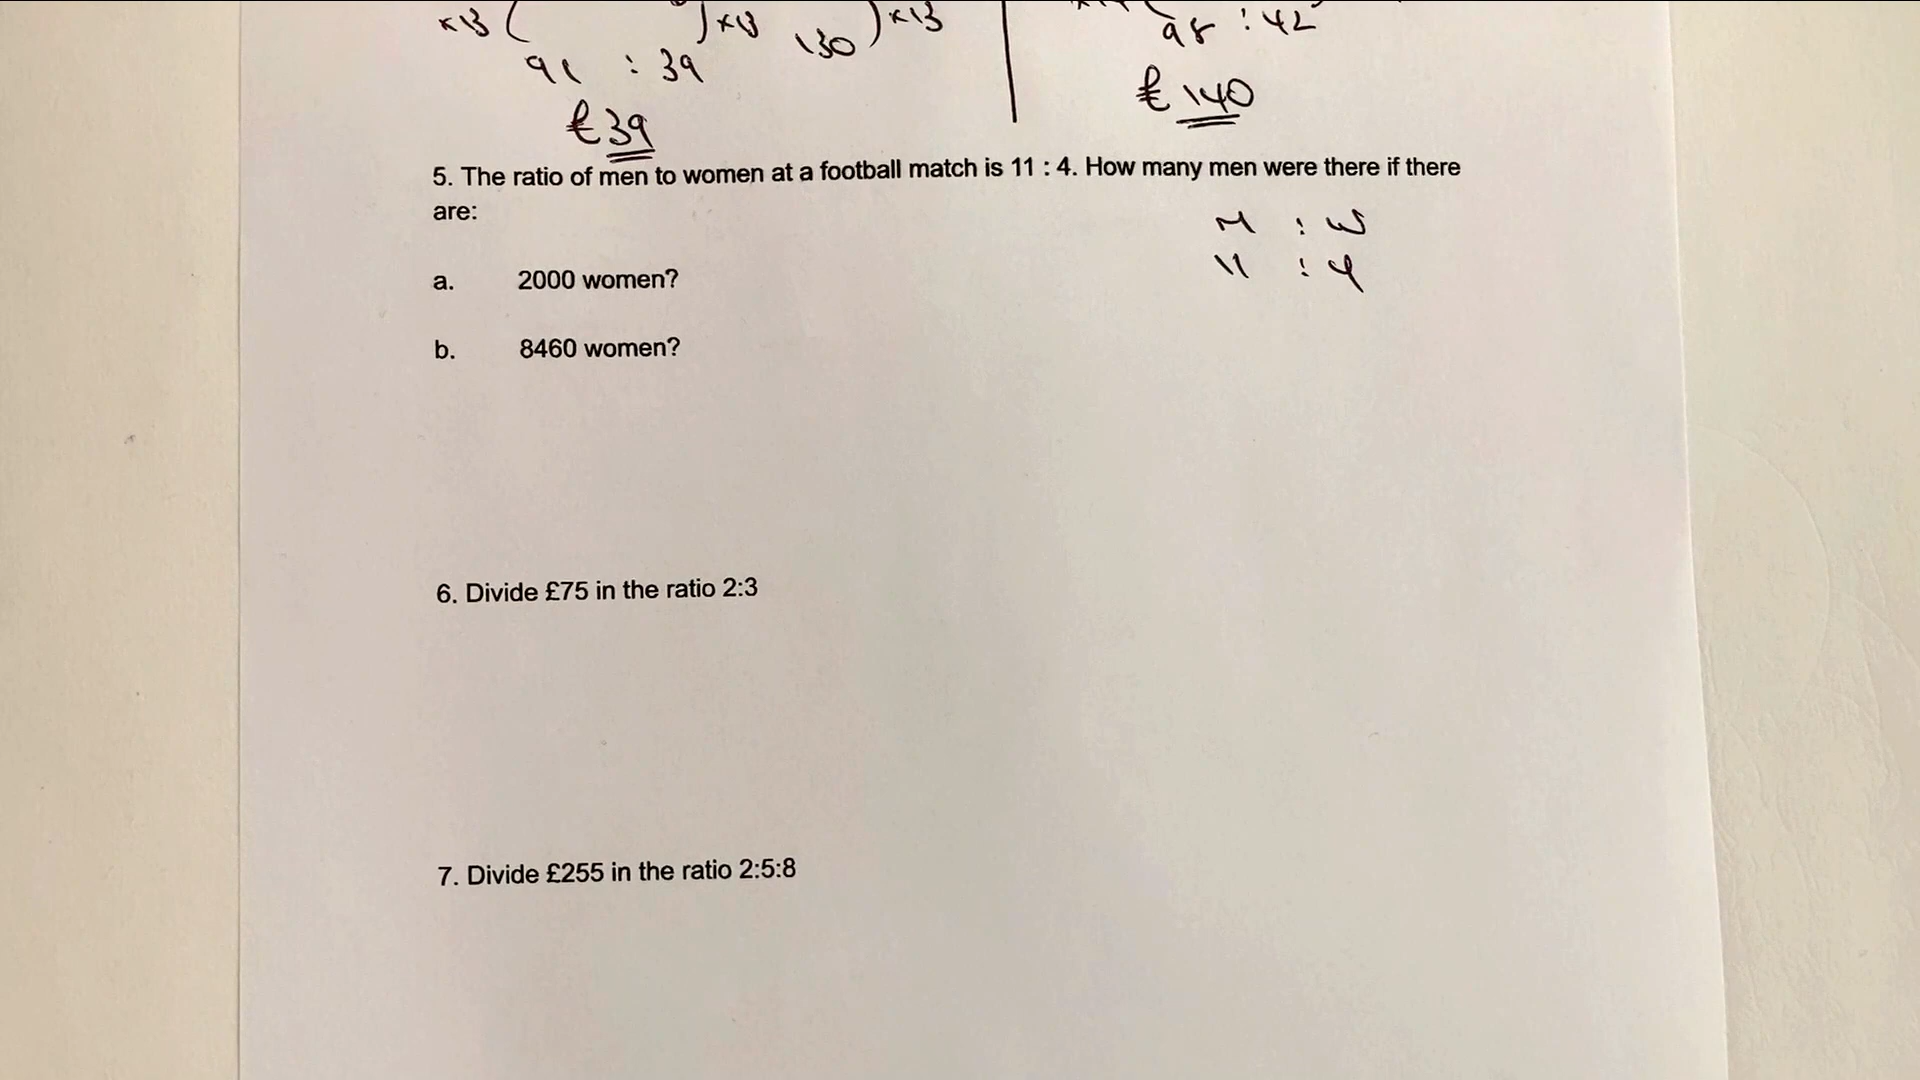 ×13 ( ) ×13 130 ) ×13
98 : 42
91 : 39
£140
£39
5. The ratio of men to women at a football match is 11 : 4. How many men were there if there
are:
M : W
11 : 4
a. 2000 women?
b. 8460 women?
6. Divide £75 in the ratio 2:3
7. Divide £255 in the ratio 2:5:8